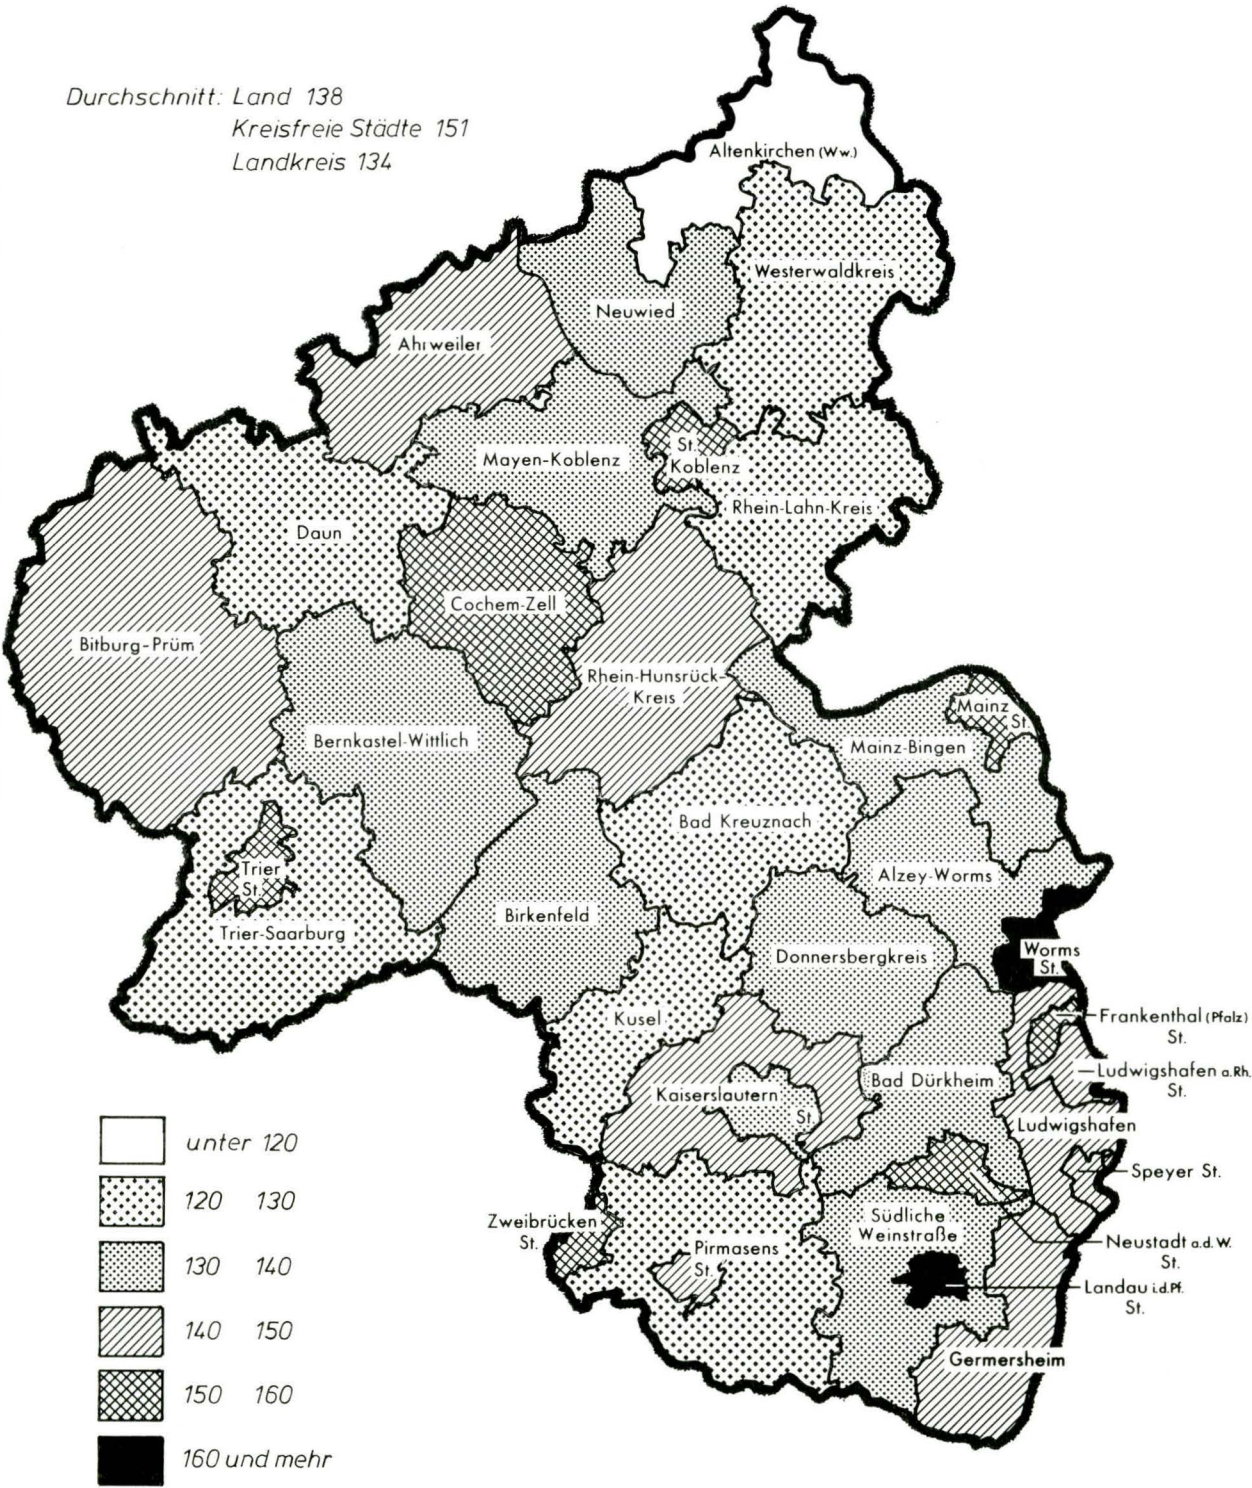 Durchschnitt: Land 138
Kreisfreie Städte 151
Landkreis 134
Altenkirchen (Ww.)
Westerwaldkreis
Neuwied
Ahrweiler
St.
Mayen-Koblenz
Koblenz
Rhein-Lahn-Kreis
Daun
Cochem-Zell
Bitburg-Prüm
Rhein-Hunsrück-
Kreis
Mainz
St.
Bernkastel-Wittlich
Mainz-Bingen
Bad Kreuznach
Trier
St.
Alzey-Worms
Birkenfeld
Trier-Saarburg
Worms
St.
Donnersbergkreis
Kusel
Frankenthal (Pfalz)
St.
Ludwigshafen a.Rh.
St.
Bad Dürkheim
Kaiserslautern
St.
Ludwigshafen
Speyer St.
Südliche
Weinstraße
Zweibrücken
St.
Pirmasens
St.
Neustadt a.d.W.
St.
Landau i.d.Pf.
St.
Germersheim
unter 120
120 130
130 140
140 150
150 160
160 und mehr